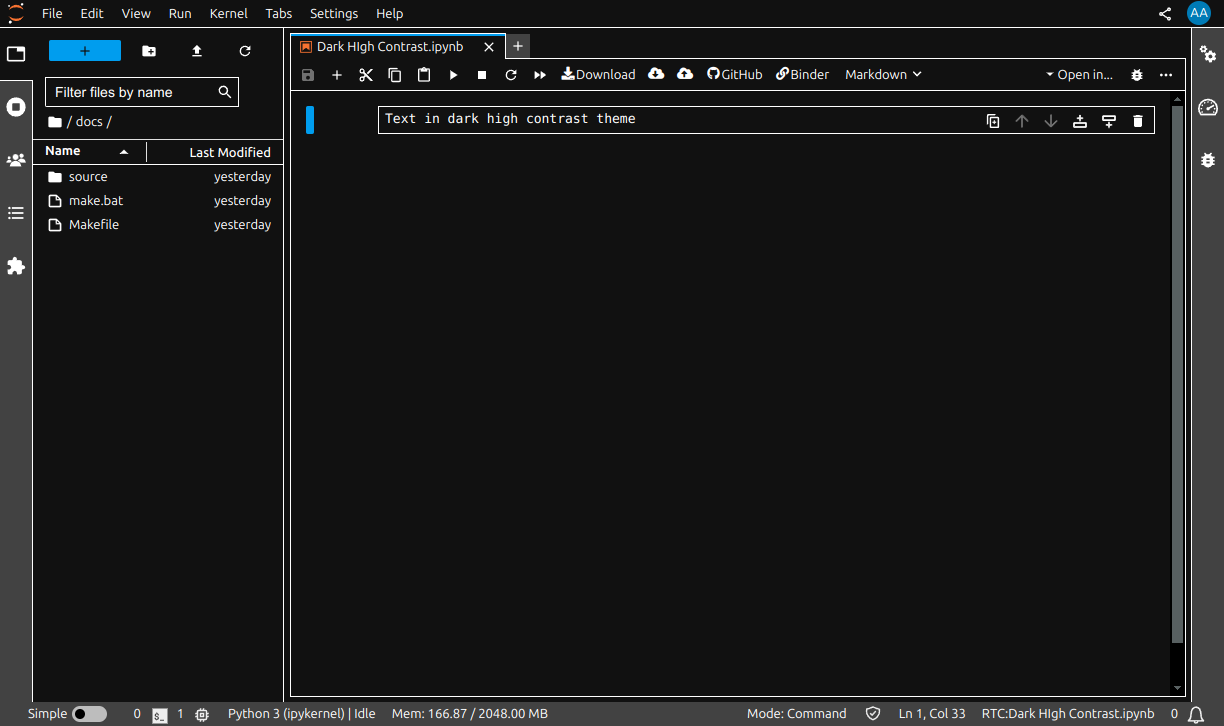 File Edit View Run Kernel Tabs Settings Help
AA
Dark HIgh Contrast.ipynb
Download GitHub Binder Markdown Open in...
Filter files by name
/ docs /
Name Last Modified
source yesterday
make.bat yesterday
Makefile yesterday
Text in dark high contrast theme
Simple 0 $_ 1 Python 3 (ipykernel) | Idle Mem: 166.87 / 2048.00 MB Mode: Command Ln 1, Col 33 RTC:Dark HIgh Contrast.ipynb 0